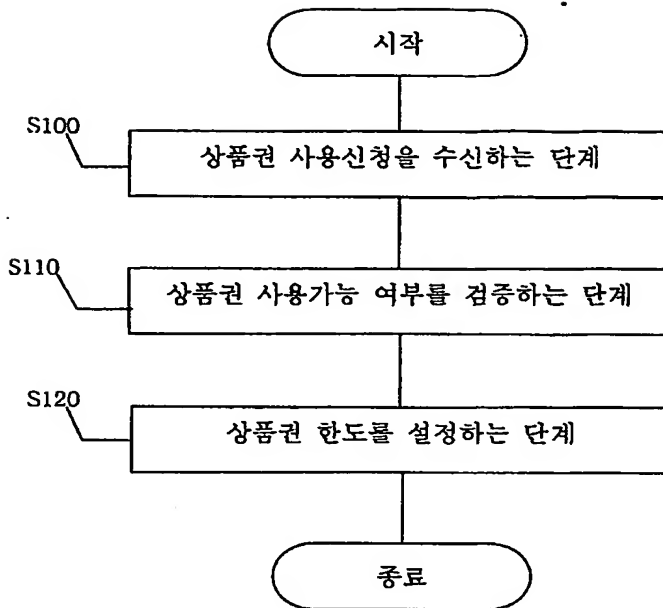 시작
S100
상품권 사용신청을 수신하는 단계
S110
상품권 사용가능 여부를 검증하는 단계
S120
상품권 한도를 설정하는 단계
종료